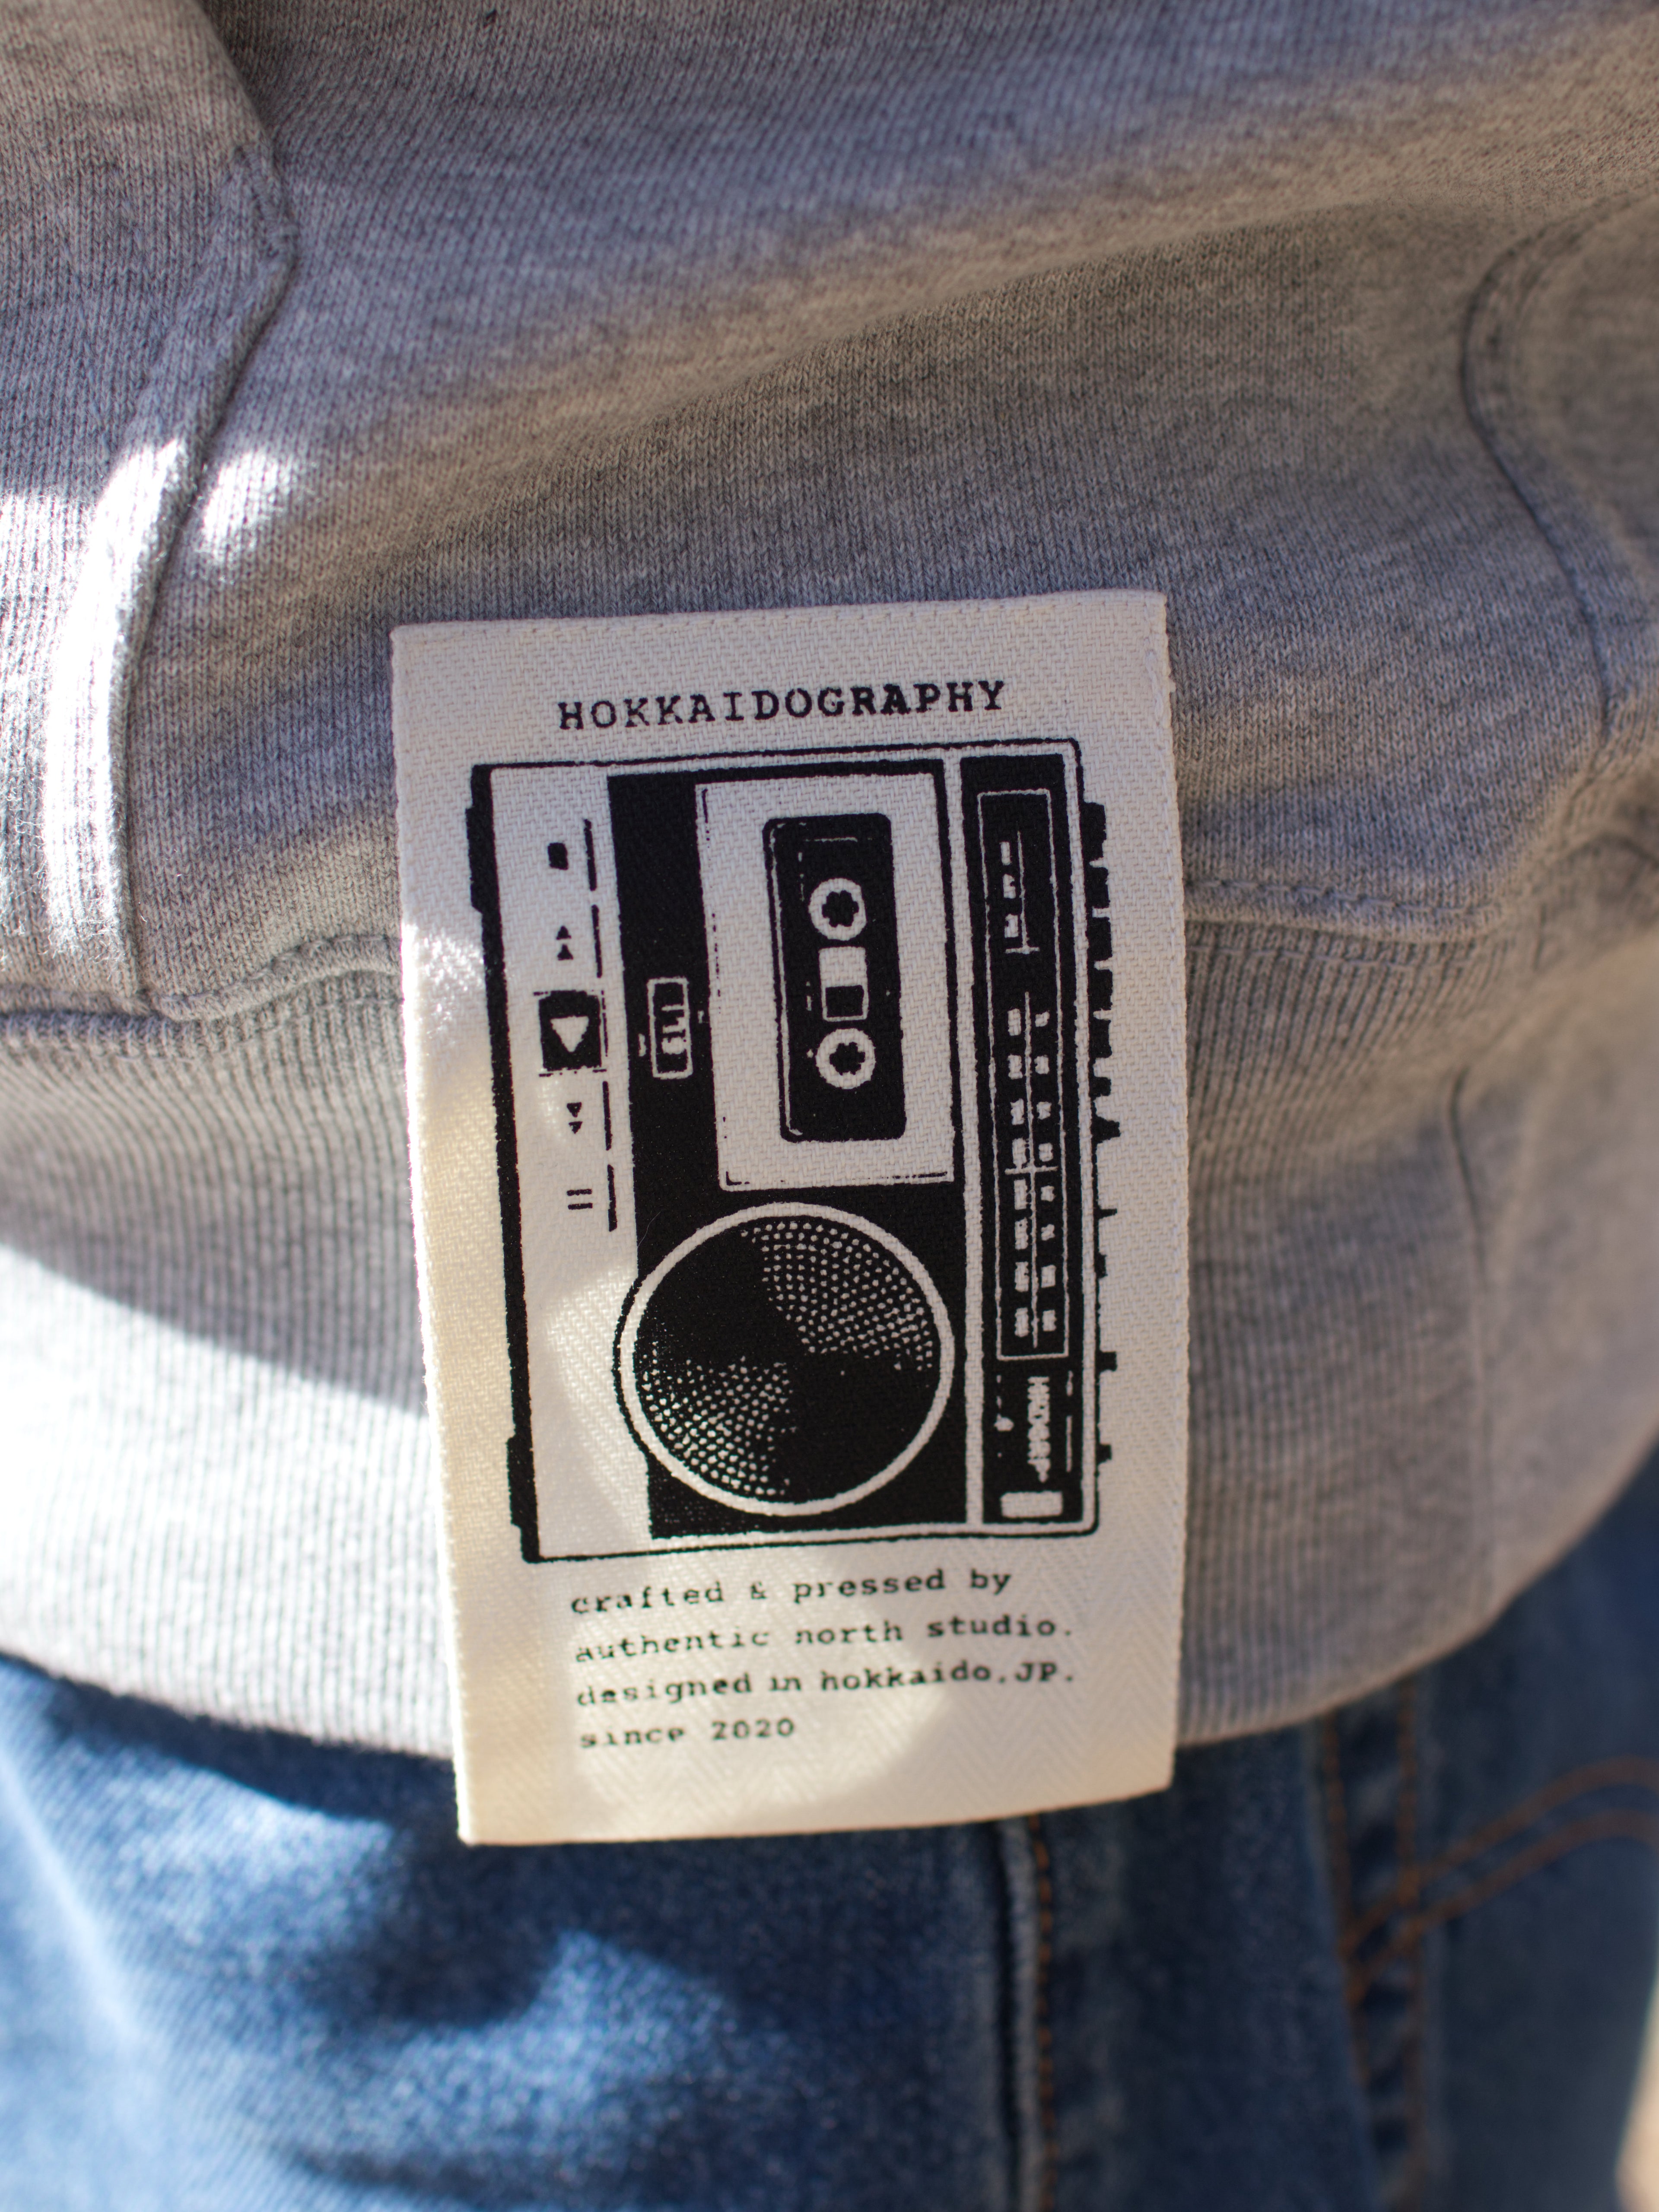 HOKKAIDOGRAPHY
crafted & pressed by
authentic north studio.
designed in hokkaido.JP.
since 2020